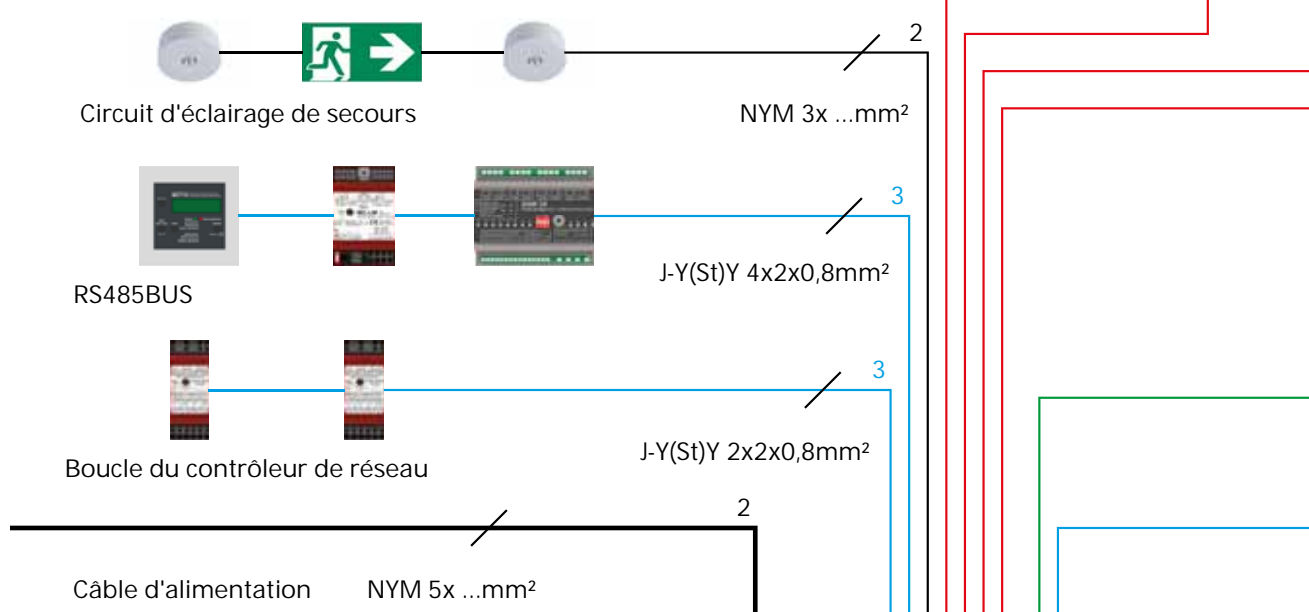 2
Circuit d'éclairage de secours
NYM 3x ...mm²
3
J-Y(St)Y 4x2x0,8mm²
RS485BUS
3
J-Y(St)Y 2x2x0,8mm²
Boucle du contrôleur de réseau
2
Câble d'alimentation NYM 5x ...mm²